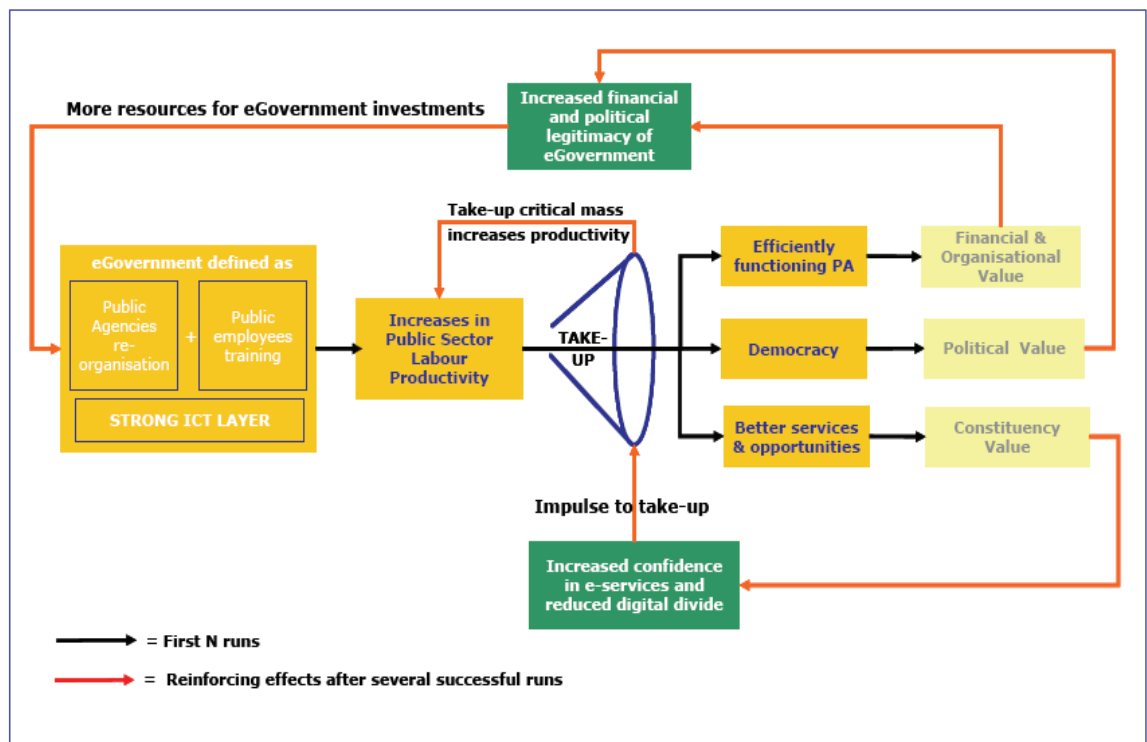 More resources for eGovernment investments
Increased financial
and political
legitimacy of
eGovernment
Take-up critical mass
increases productivity
eGovernment defined as
Public
Agencies
re-
organisation
+
Public
employees
training
STRONG ICT LAYER
Increases in
Public Sector
Labour
Productivity
TAKE-
UP
Efficiently
functioning PA
Financial &
Organisational
Value
Democracy
Political Value
Better services
& opportunities
Constituency
Value
Impulse to take-up
Increased confidence
in e-services and
reduced digital divide
= First N runs
= Reinforcing effects after several successful runs